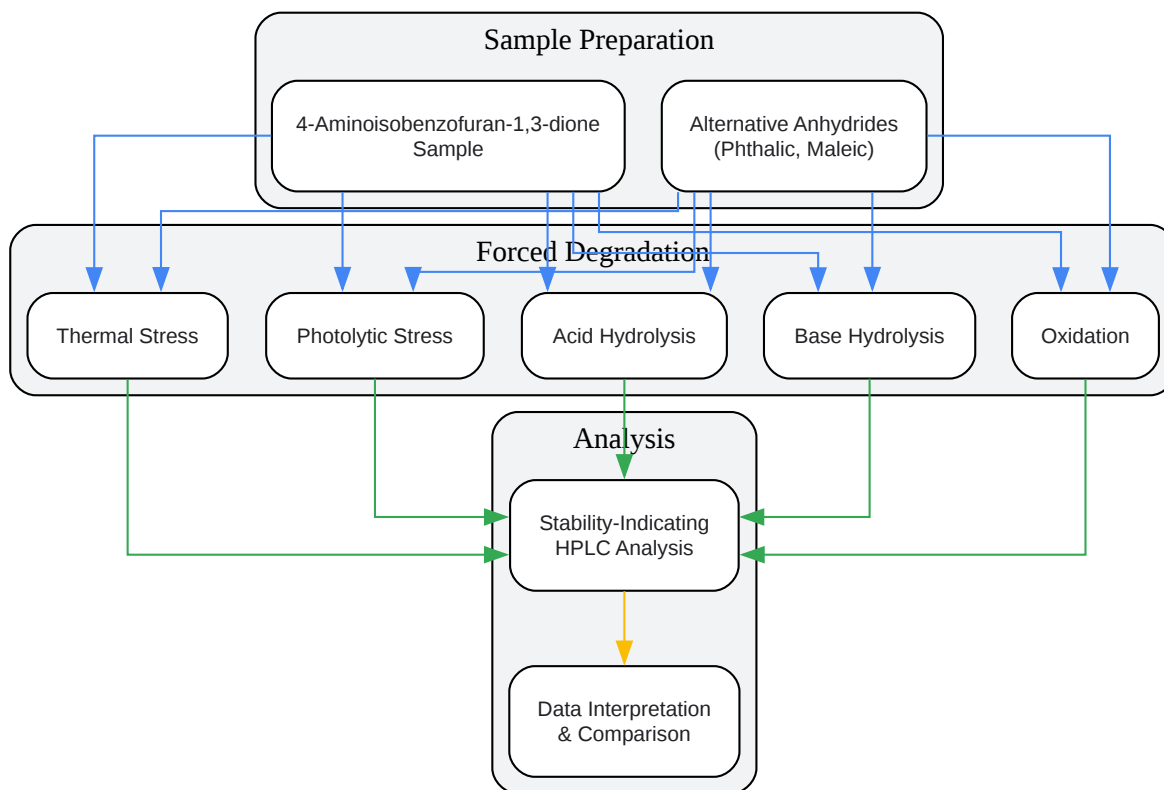 Sample Preparation
4-Aminoisobenzofuran-1,3-dione
Sample
Alternative Anhydrides
(Phthalic, Maleic)
Forced Degradation
Thermal Stress
Photolytic Stress
Acid Hydrolysis
Base Hydrolysis
Oxidation
Analysis
Stability-Indicating
HPLC Analysis
Data Interpretation
& Comparison